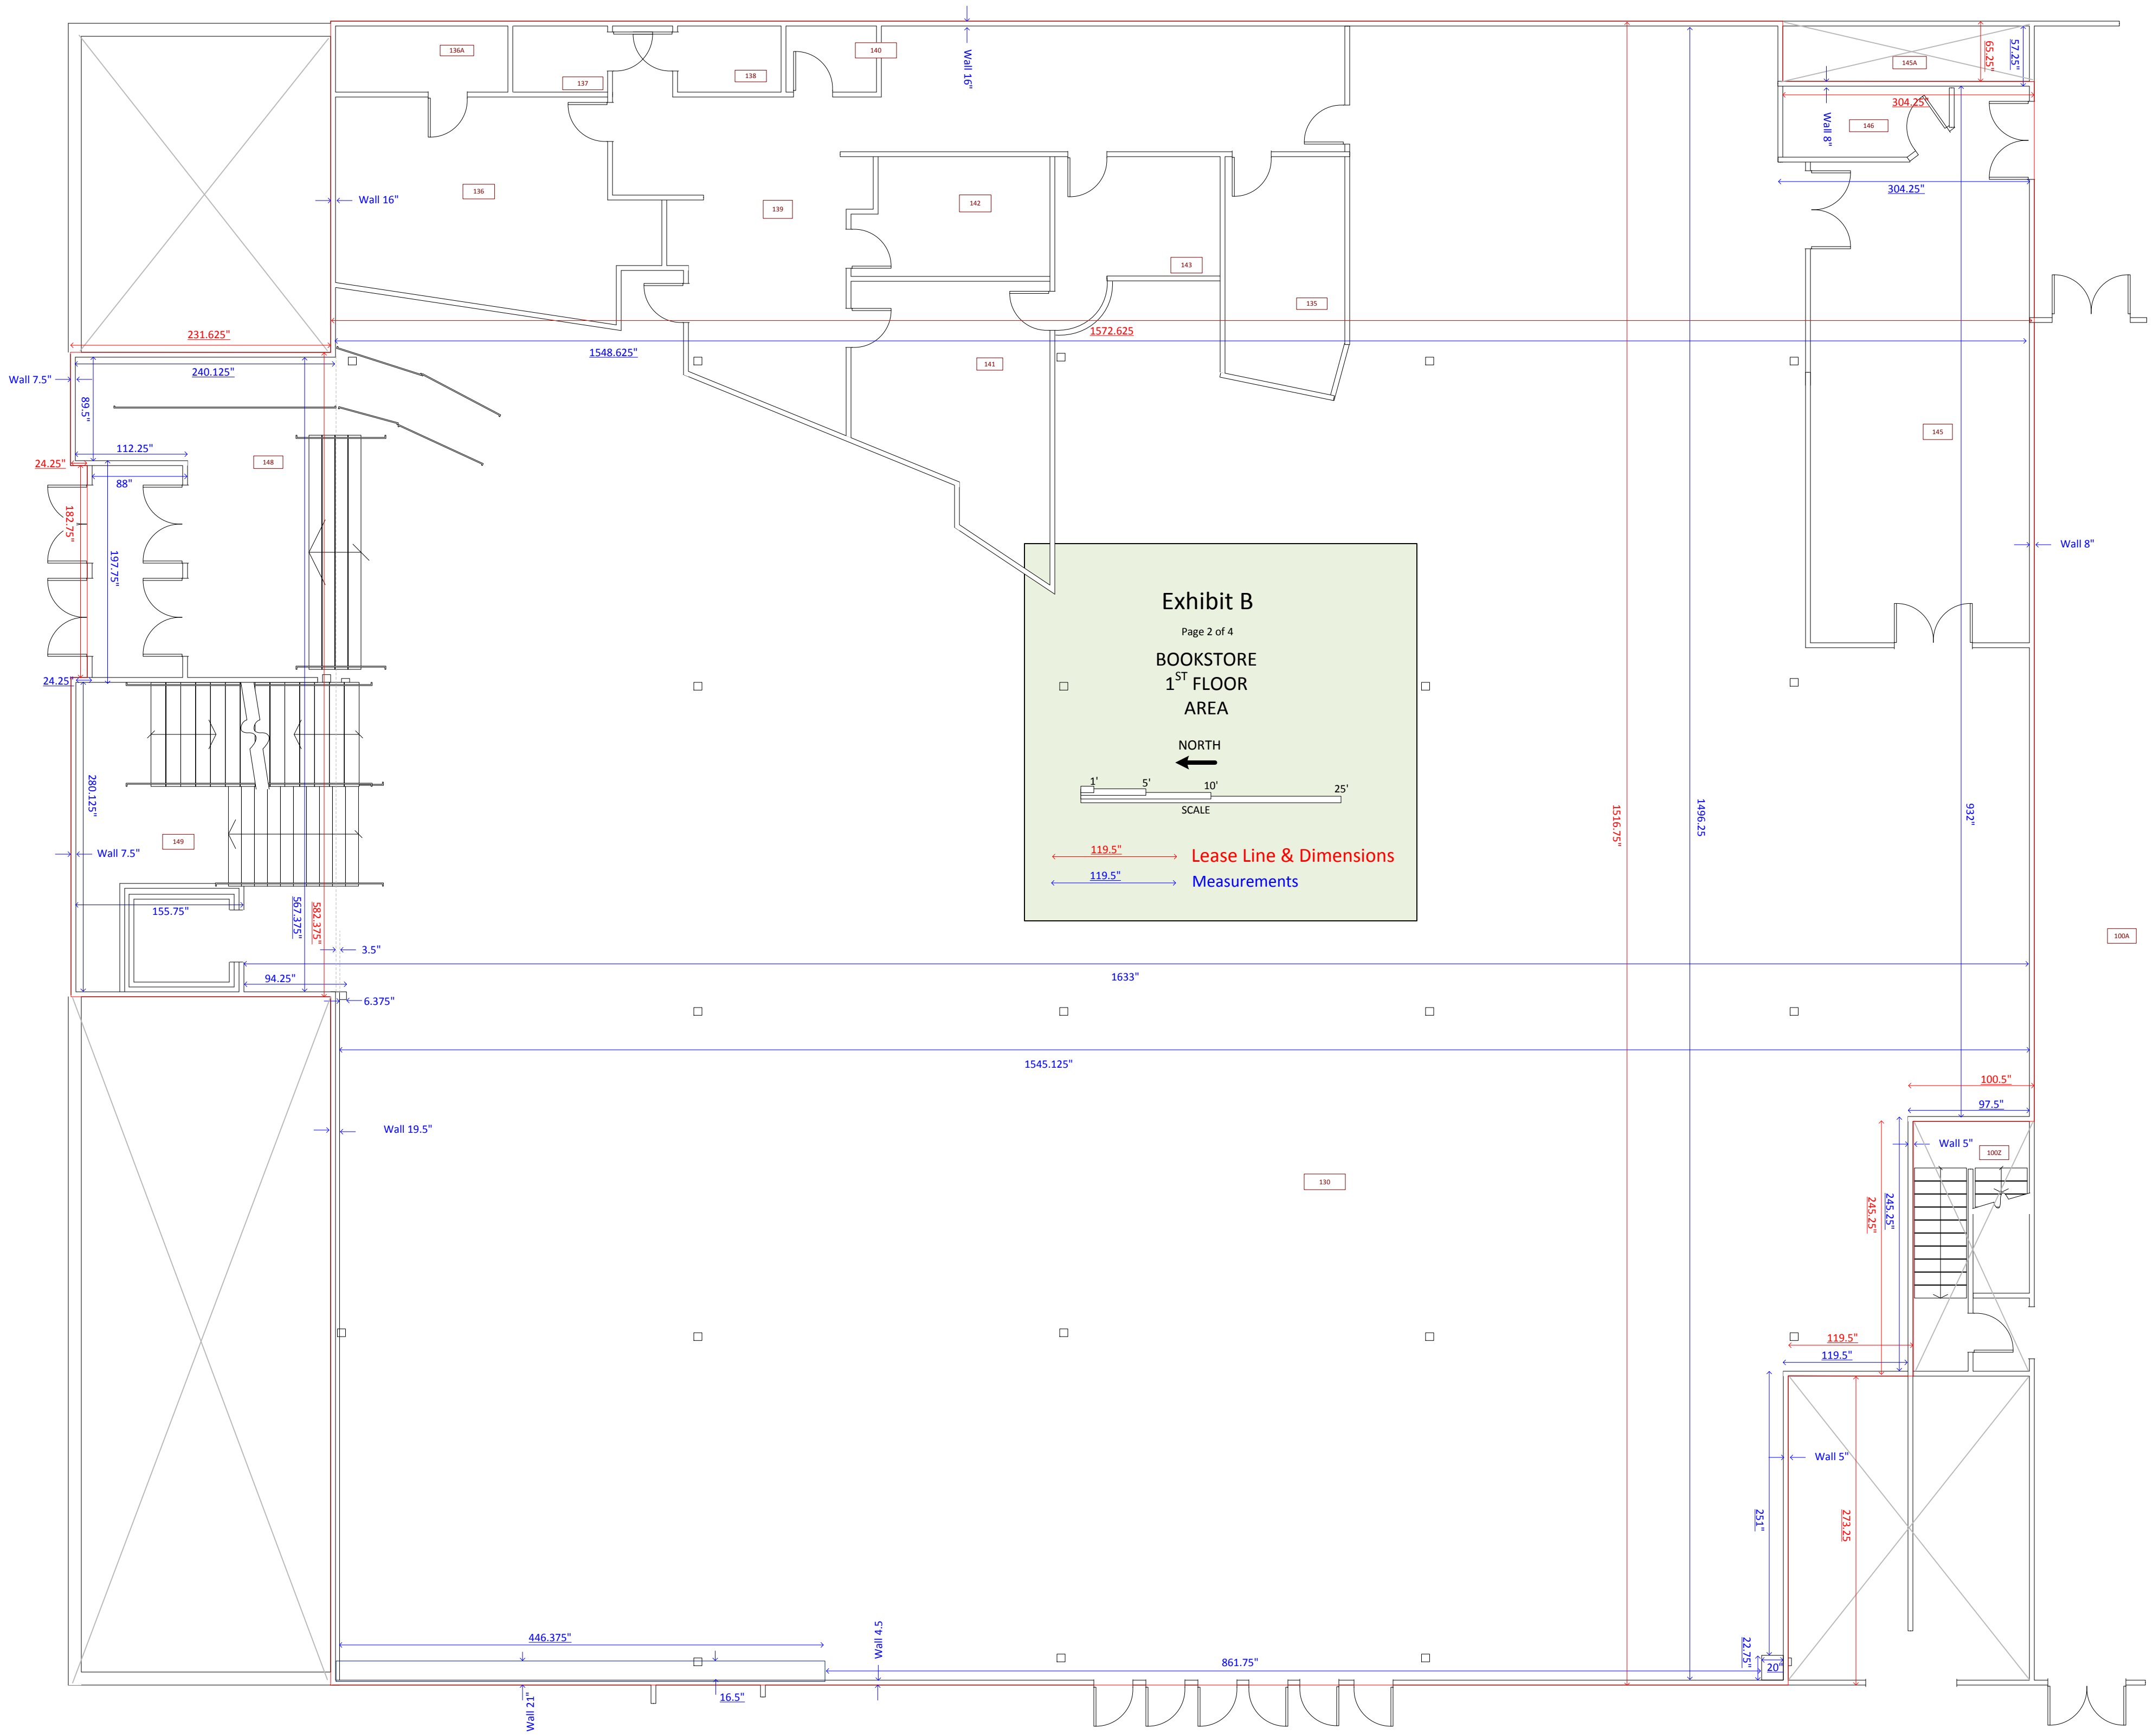 136A
137
138
140
Wall 16"
145A
65.25"
57.25"
304.25"
Wall 8"
146
304.25"
136
Wall 16"
139
142
143
135
231.625"
1572.625
1548.625"
240.125"
141
Wall 7.5"
89.5"
112.25"
148
24.25"
88"
182.75"
197.75"
145
Wall 8"
Exhibit B
Page 2 of 4
BOOKSTORE
1ST FLOOR
AREA
NORTH
1' 5' 10' 25'
SCALE
119.5" Lease Line & Dimensions
119.5" Measurements
24.25"
280.125"
149
Wall 7.5"
1516.75"
1496.25
932"
155.75"
567.375"
582.375"
3.5"
94.25"
6.375"
1633"
100A
1545.125"
100.5"
97.5"
Wall 19.5"
Wall 5"
100Z
130
245.25"
245.25"
119.5"
119.5"
Wall 5"
251"
273.25
446.375"
Wall 4.5
861.75"
22.75"
20"
Wall 21"
16.5"